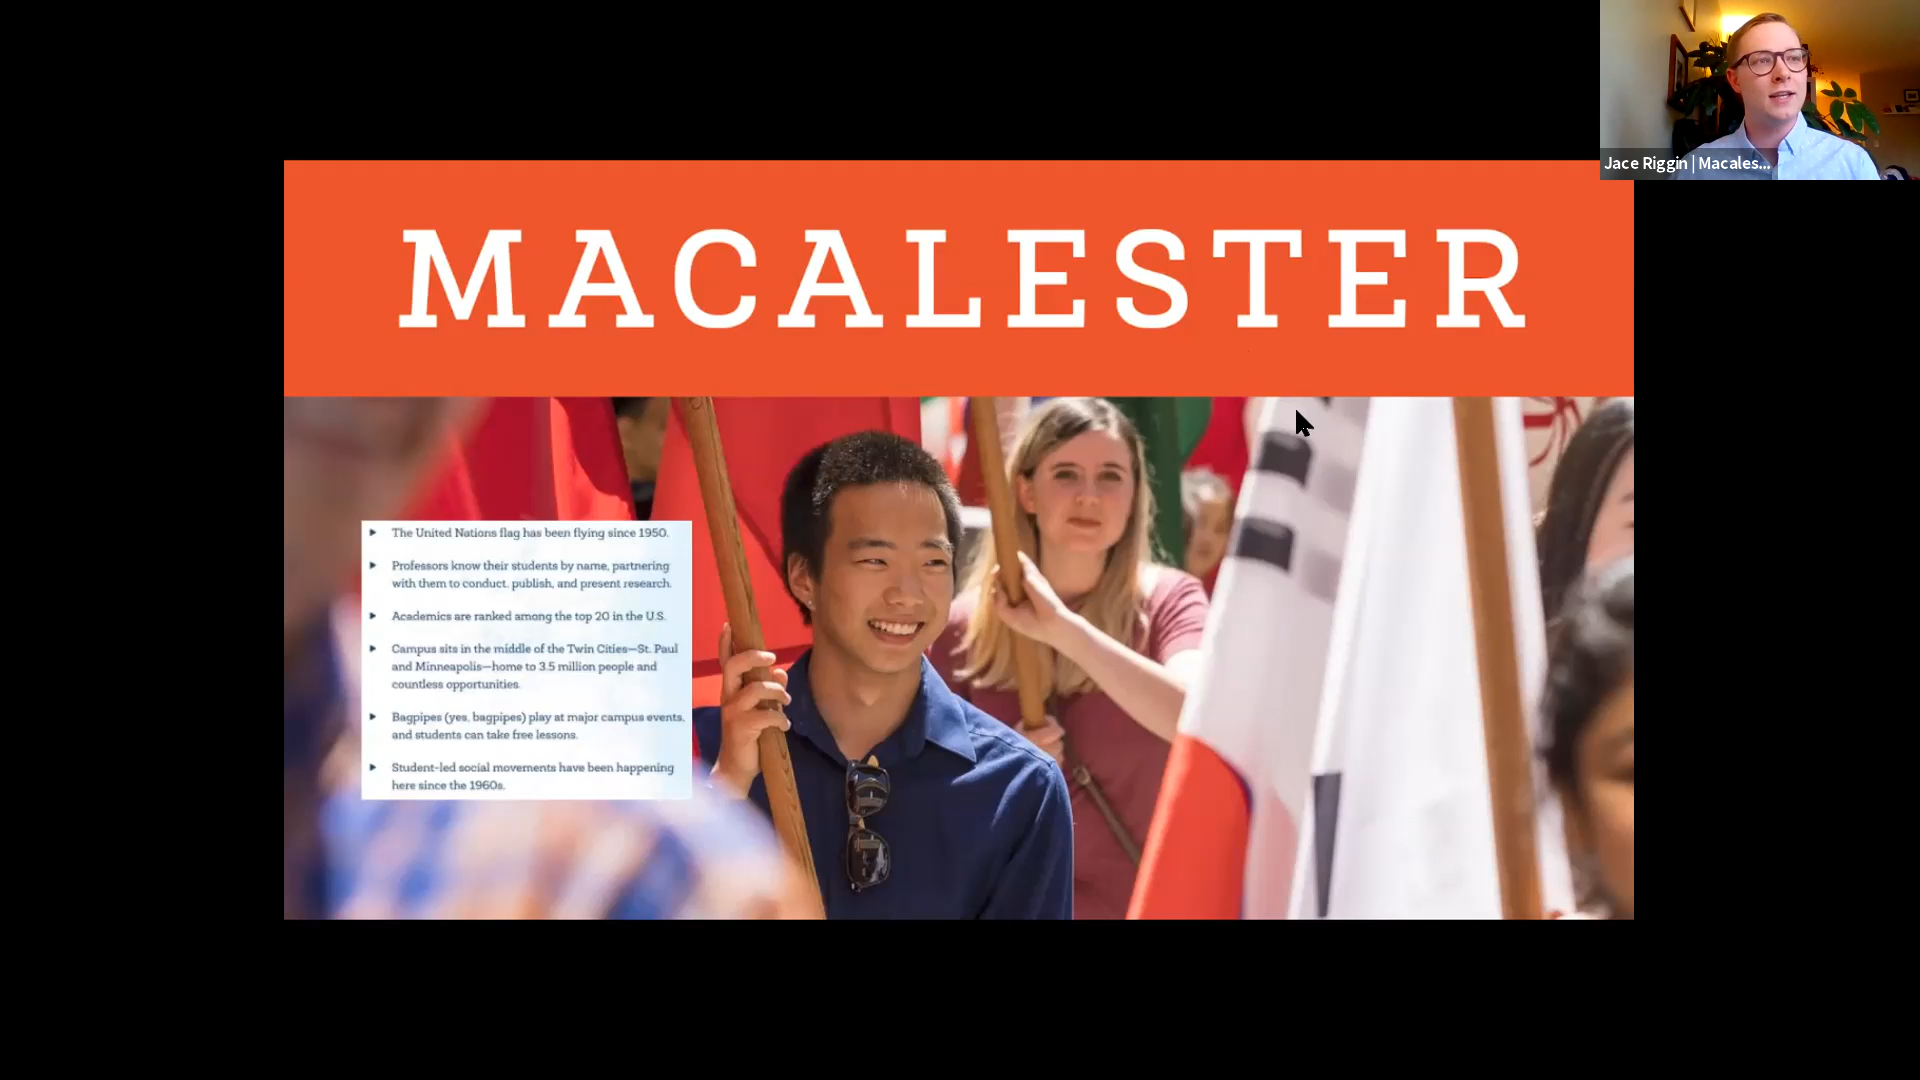 Jace Riggin | Macales...
MACALESTER
The United Nations flag has been flying since 1950.
Professors know their students by name, partnering
with them to conduct, publish, and present research.
Academics are ranked among the top 20 in the U.S.
Campus sits in the middle of the Twin Cities—St. Paul
and Minneapolis—home to 3.5 million people and
countless opportunities.
Bagpipes (yes, bagpipes) play at major campus events,
and students can take free lessons.
Student-led social movements have been happening
here since the 1960s.